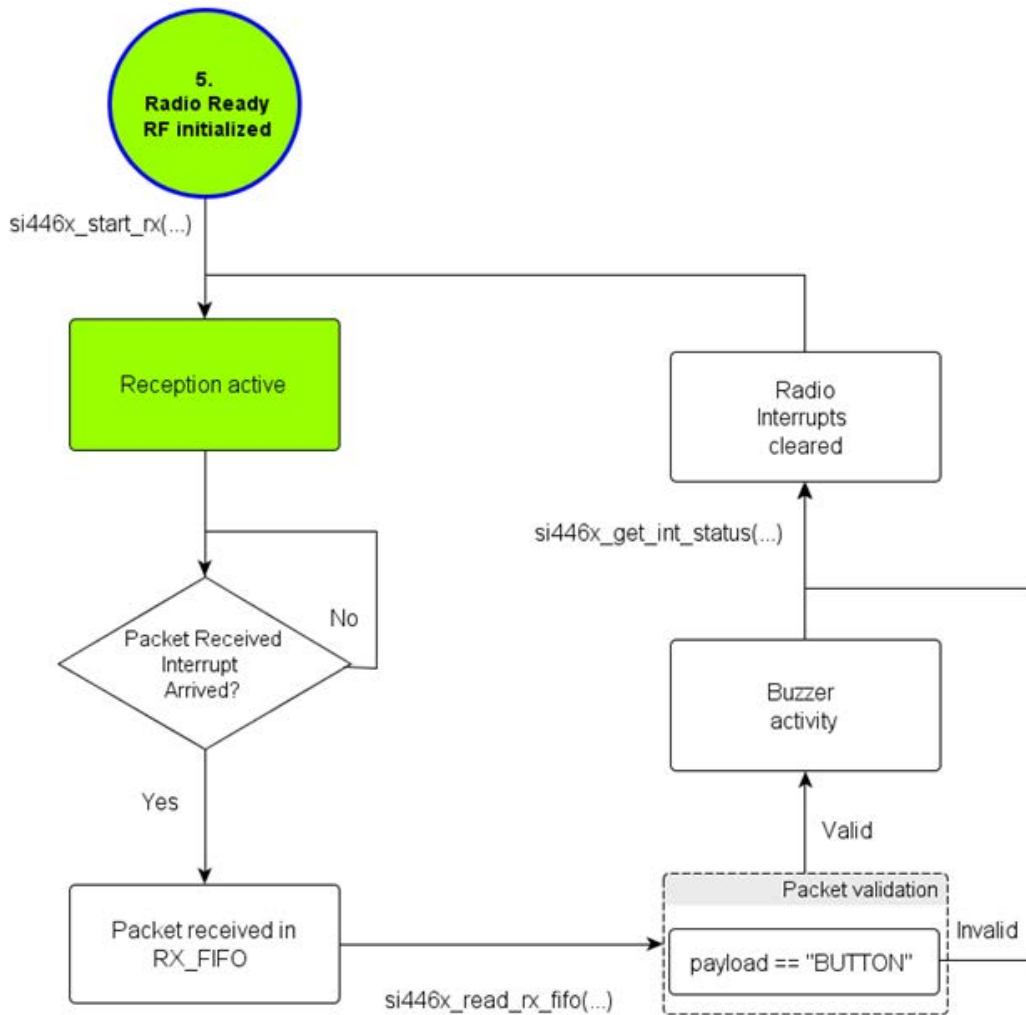 5.
Radio Ready
RF initialized
si446x_start_rx(...)
Reception active
Packet Received
Interrupt
Arrived?
No
Yes
Packet received in
RX_FIFO
si446x_read_rx_fifo(...)
Packet validation
payload == "BUTTON"
Invalid
Valid
Buzzer
activity
si446x_get_int_status(...)
Radio
Interrupts
cleared